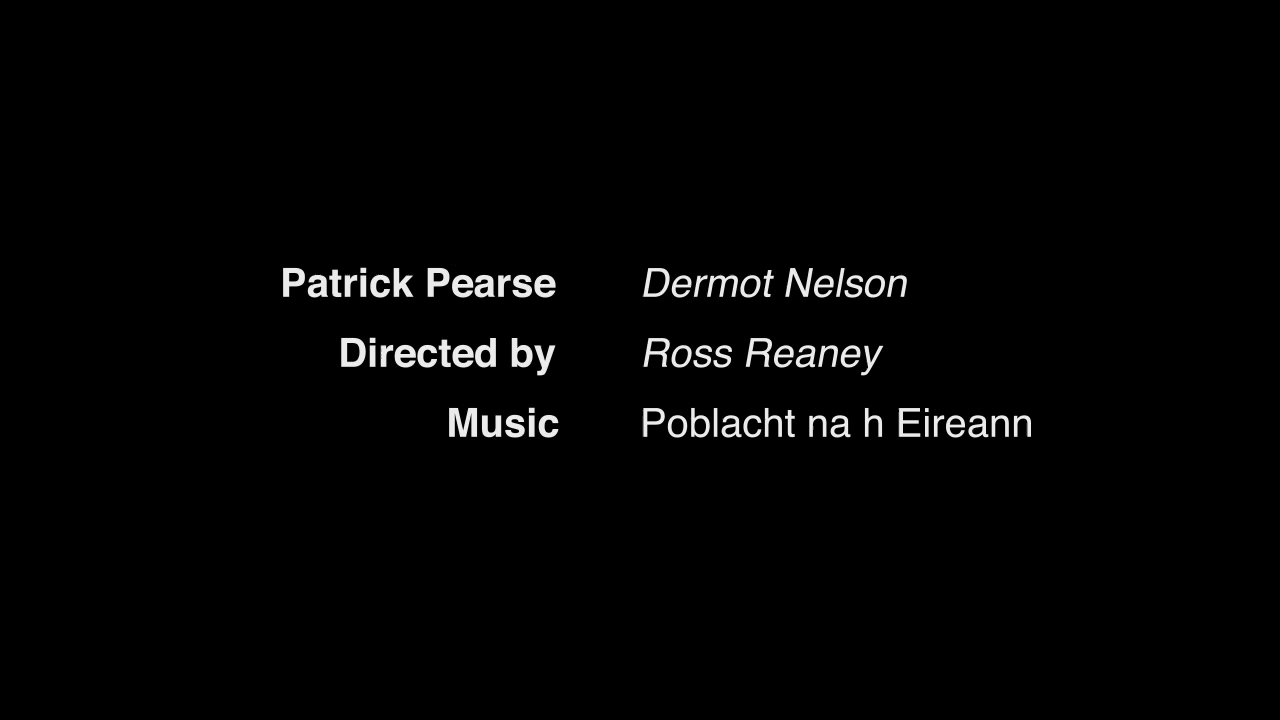 Patrick Pearse Dermot Nelson
Directed by Ross Reaney
Music Poblacht na h Eireann